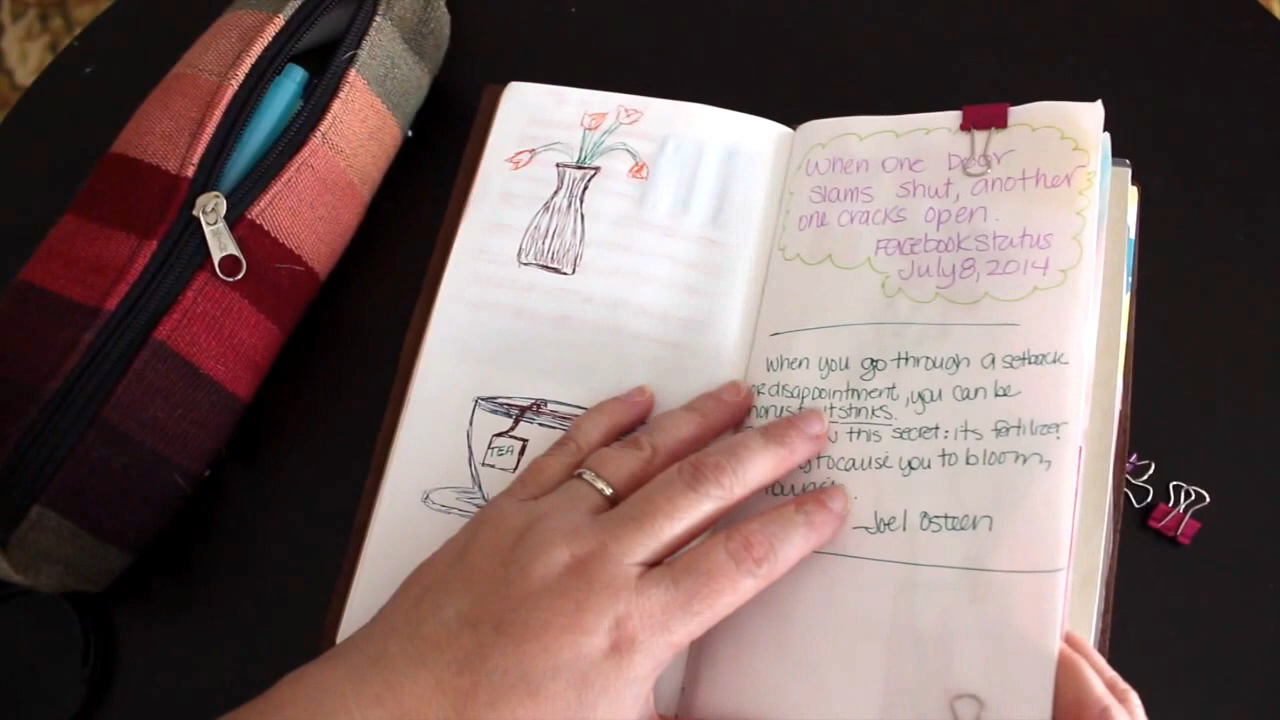 TEA
When one door
slams shut, another
one cracks open.
Facebook status
July 8, 2014
When you go through a setback
or disappointment, you can be
it stinks.
this secret: its fertilizer
to cause you to bloom,
- Joel Osteen